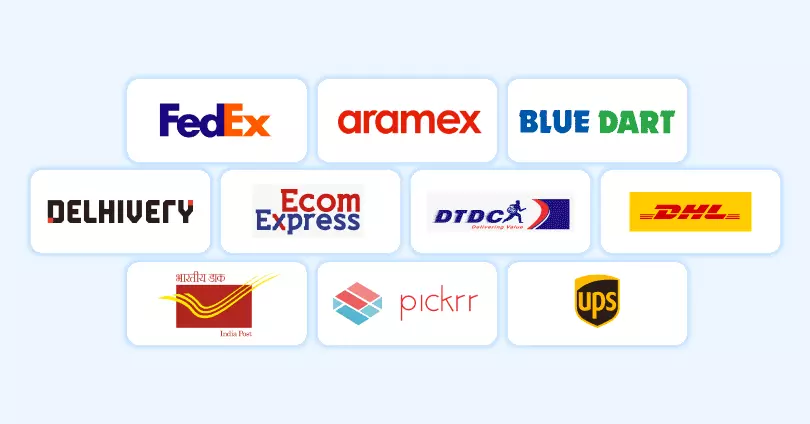 FedEx
aramex
BLUE DART
DELHIVERY
Ecom
Express
DTDC
Delivering Value
DHL
भारतीय डाक
India Post
pickrr
ups